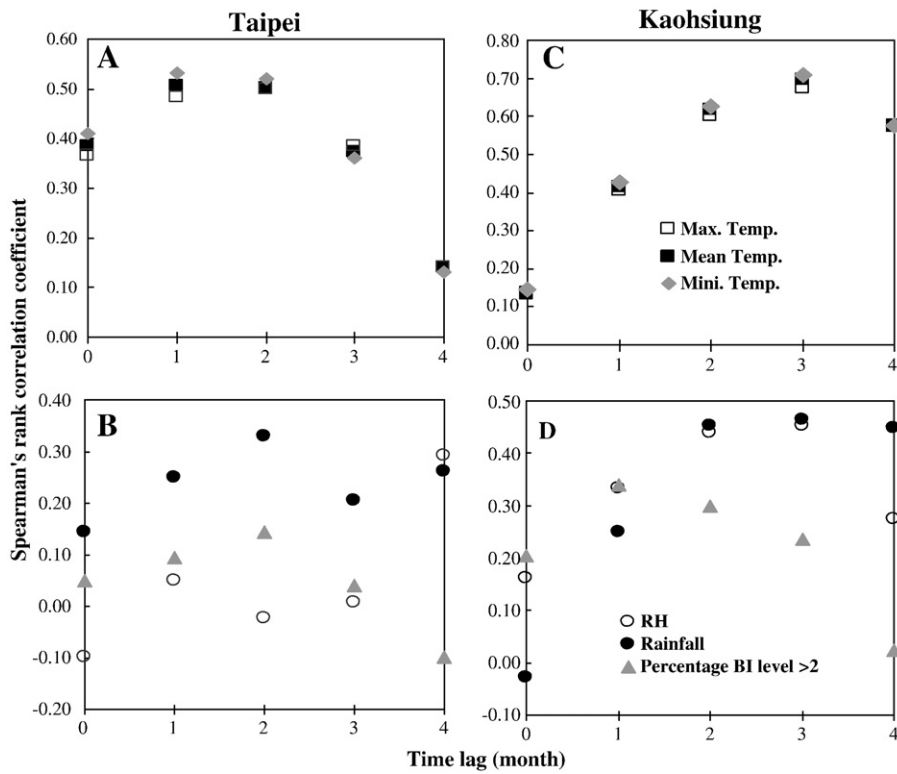 Taipei
Kaohsiung
Spearman's rank correlation coefficient
A
0.60
0.50
0.40
0.30
0.20
0.10
0.00
0 1 2 3 4
C
0.80
0.70
0.60
0.50
0.40
0.30
0.20
0.10
0.00
Max. Temp.
Mean Temp.
Mini. Temp.
0 1 2 3 4
B
0.40
0.30
0.20
0.10
0.00
-0.10
-0.20
0 1 2 3 4
D
0.50
0.40
0.30
0.20
0.10
0.00
-0.10
RH
Rainfall
Percentage BI level >2
0 1 2 3 4
Time lag (month)